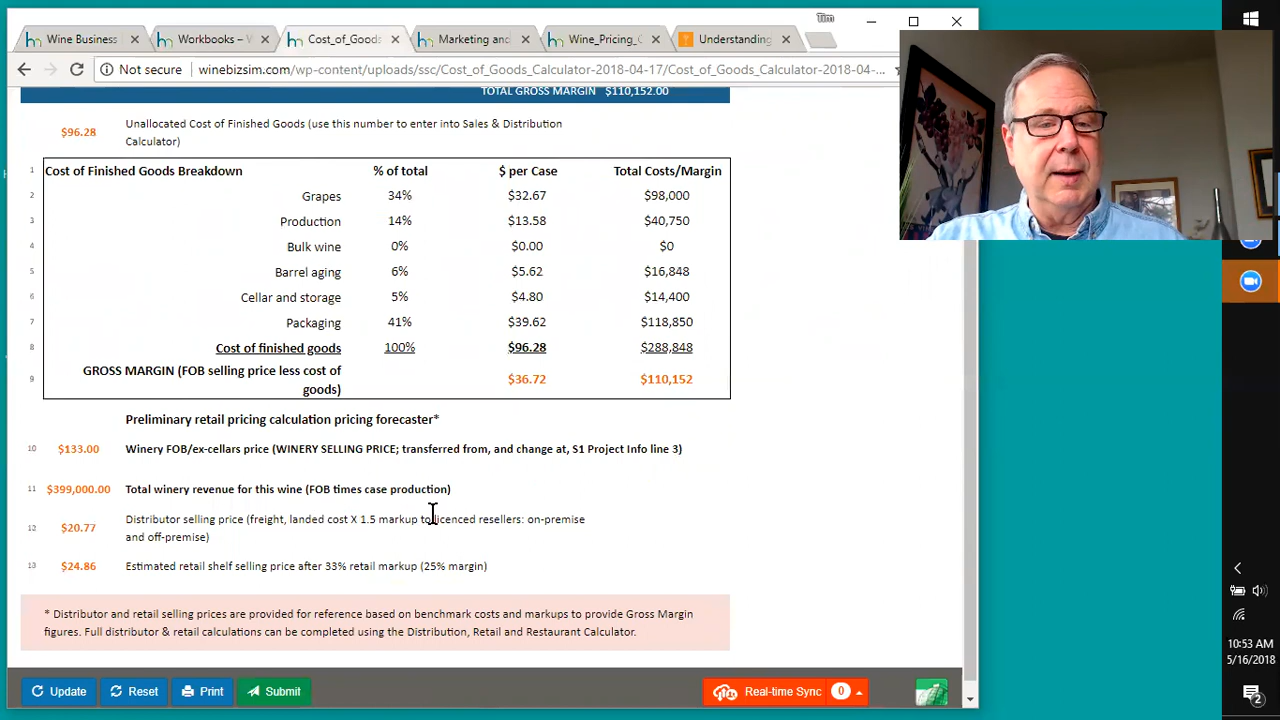 Tim
Wine Business
Workbooks – W
Cost_of_Goods
Marketing and
Wine_Pricing_C
Understanding
Not secure winebizsim.com/wp-content/uploads/ssc/Cost_of_Goods_Calculator-2018-04-17/Cost_of_Goods_Calculator-2018-04-...
TOTAL GROSS MARGIN $110,152.00
$96.28 Unallocated Cost of Finished Goods (use this number to enter into Sales & Distribution
Calculator)
1 Cost of Finished Goods Breakdown % of total $ per Case Total Costs/Margin
2 Grapes 34% $32.67 $98,000
3 Production 14% $13.58 $40,750
4 Bulk wine 0% $0.00 $0
5 Barrel aging 6% $5.62 $16,848
6 Cellar and storage 5% $4.80 $14,400
7 Packaging 41% $39.62 $118,850
8 Cost of finished goods 100% $96.28 $288,848
GROSS MARGIN (FOB selling price less cost of
9 goods) $36.72 $110,152
Preliminary retail pricing calculation pricing forecaster*
10 $133.00 Winery FOB/ex-cellars price (WINERY SELLING PRICE; transferred from, and change at, S1 Project Info line 3)
11 $399,000.00 Total winery revenue for this wine (FOB times case production)
12 $20.77 Distributor selling price (freight, landed cost X 1.5 markup to licenced resellers: on-premise
and off-premise)
13 $24.86 Estimated retail shelf selling price after 33% retail markup (25% margin)
* Distributor and retail selling prices are provided for reference based on benchmark costs and markups to provide Gross Margin
figures. Full distributor & retail calculations can be completed using the Distribution, Retail and Restaurant Calculator.
Update Reset Print Submit Real-time Sync 0
10:53 AM
5/16/2018
2